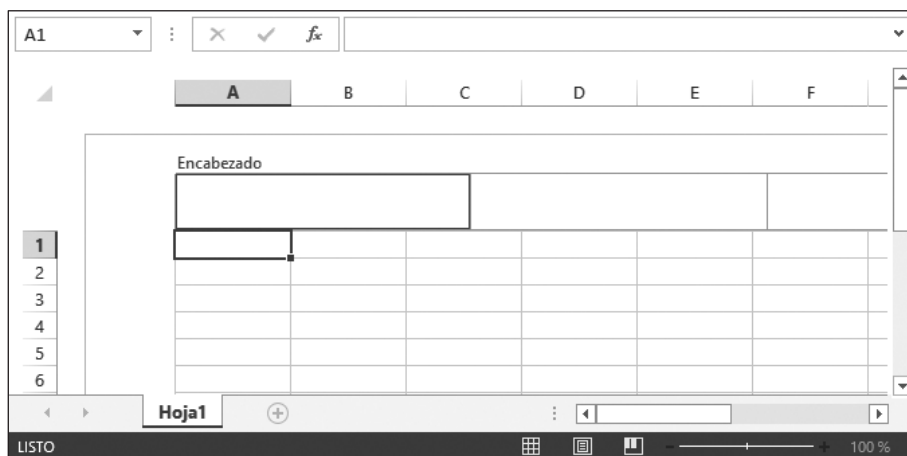 A1 fx
A B C D E F
Encabezado
1
2
3
4
5
6
Hoja1
LISTO 100 %